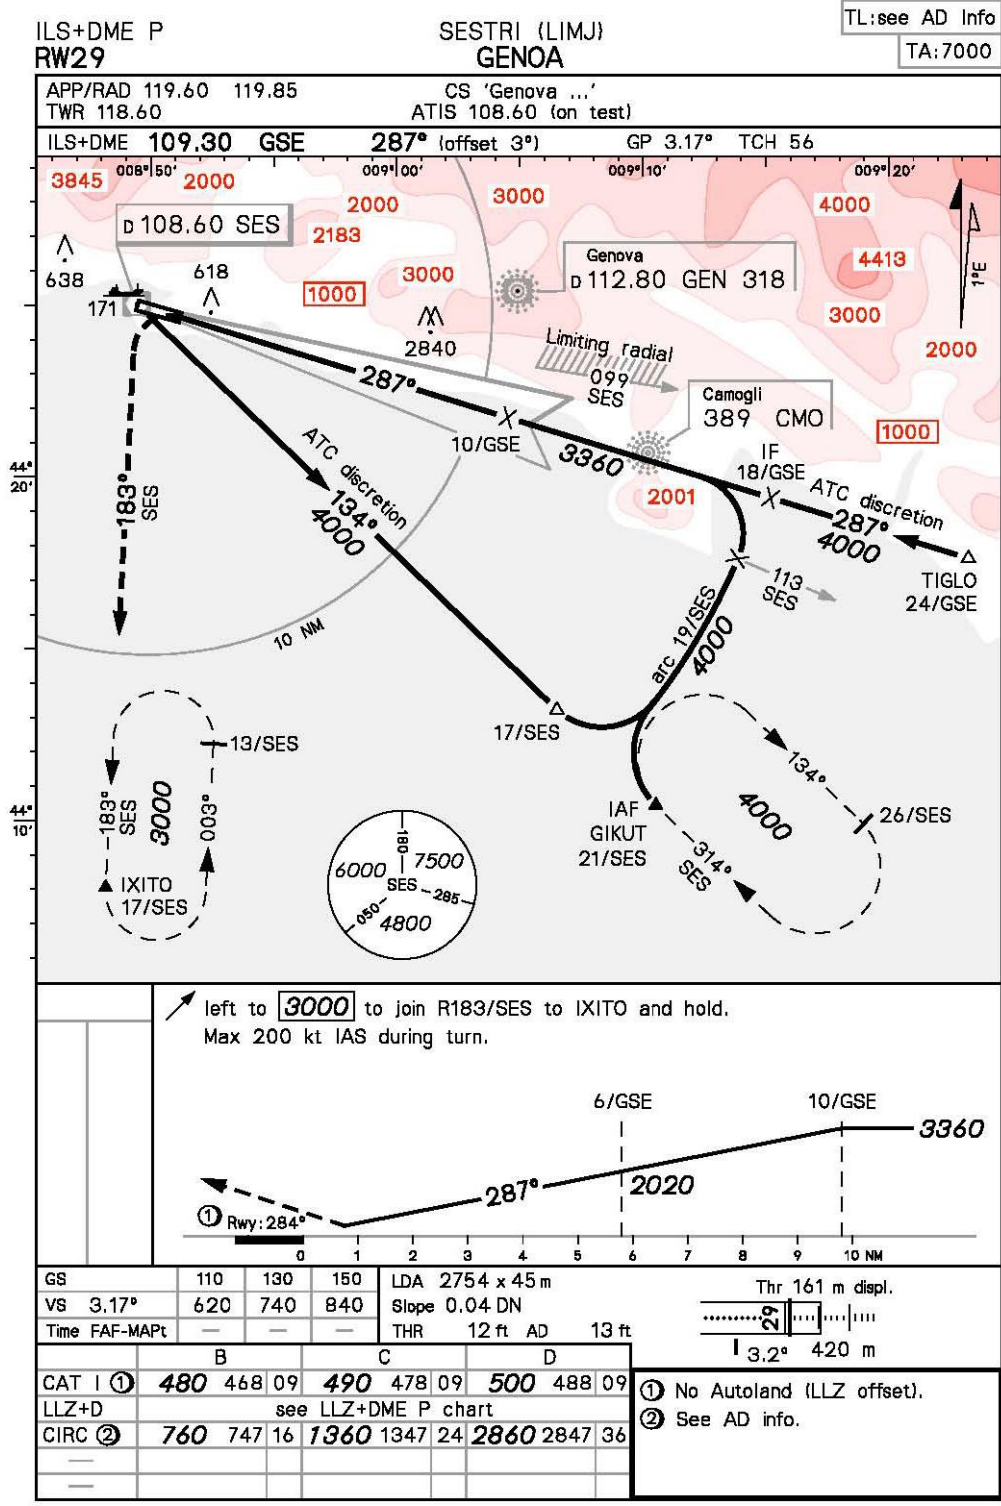 ILS+DME P
SESTRI (LIMJ)
TL:see AD Info
RW29
GENOA
TA:7000
APP/RAD 119.60 119.85
CS 'Genova ...'
TWR 118.60
ATIS 108.60 (on test)
ILS+DME 109.30 GSE 287° (offset 3°) GP 3.17° TCH 56
008°50' 009°00' 009°10' 009°20'
3845
2000
2000
3000
4000
D 108.60 SES
2183
638
618
3000
Genova
D 112.80 GEN 318
4413
1°E
171
1000
2840
3000
2000
Limiting radial
099
SES
287°
Camogli
389 CMO
10/GSE
3360
1000
IF
18/GSE
44°
20'
183°
SES
ATC discretion
134°
4000
2001
ATC discretion
287°
4000
TIGLO
24/GSE
113
SES
10 NM
arc 19/SES
4000
17/SES
13/SES
134°
26/SES
183°
SES
3000
003°
4000
44°
10'
IAF
GIKUT
21/SES
314°
SES
IXITO
17/SES
180
6000
7500
SES
285
050
4800
left to 3000 to join R183/SES to IXITO and hold.
Max 200 kt IAS during turn.
6/GSE
10/GSE
3360
287°
2020
① Rwy:284°
0 1 2 3 4 5 6 7 8 9 10 NM
GS 110 130 150
LDA 2754 x 45 m
Thr 161 m displ.
VS 3.17° 620 740 840
Slope 0.04 DN
29
Time FAF-MAPt — — —
THR 12 ft AD 13 ft
3.2° 420 m
B C D
CAT I ① 480 468 09 490 478 09 500 488 09
① No Autoland (LLZ offset).
LLZ+D see LLZ+DME P chart
② See AD info.
CIRC ② 760 747 16 1360 1347 24 2860 2847 36
—
—